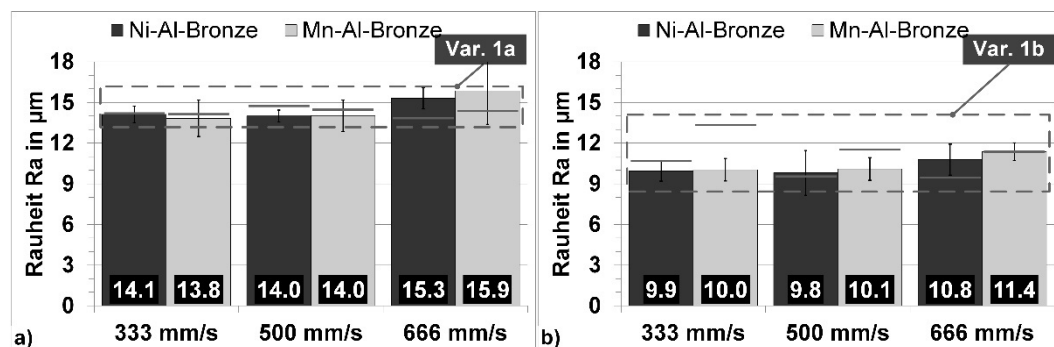 Ni-Al-Bronze Mn-Al-Bronze
Var. 1a
Rauheit Ra in µm
18
15
12
9
6
3
0
14.1 13.8 14.0 14.0 15.3 15.9
333 mm/s 500 mm/s 666 mm/s
a)
Ni-Al-Bronze Mn-Al-Bronze
Var. 1b
Rauheit Ra in µm
18
15
12
9
6
3
0
9.9 10.0 9.8 10.1 10.8 11.4
333 mm/s 500 mm/s 666 mm/s
b)